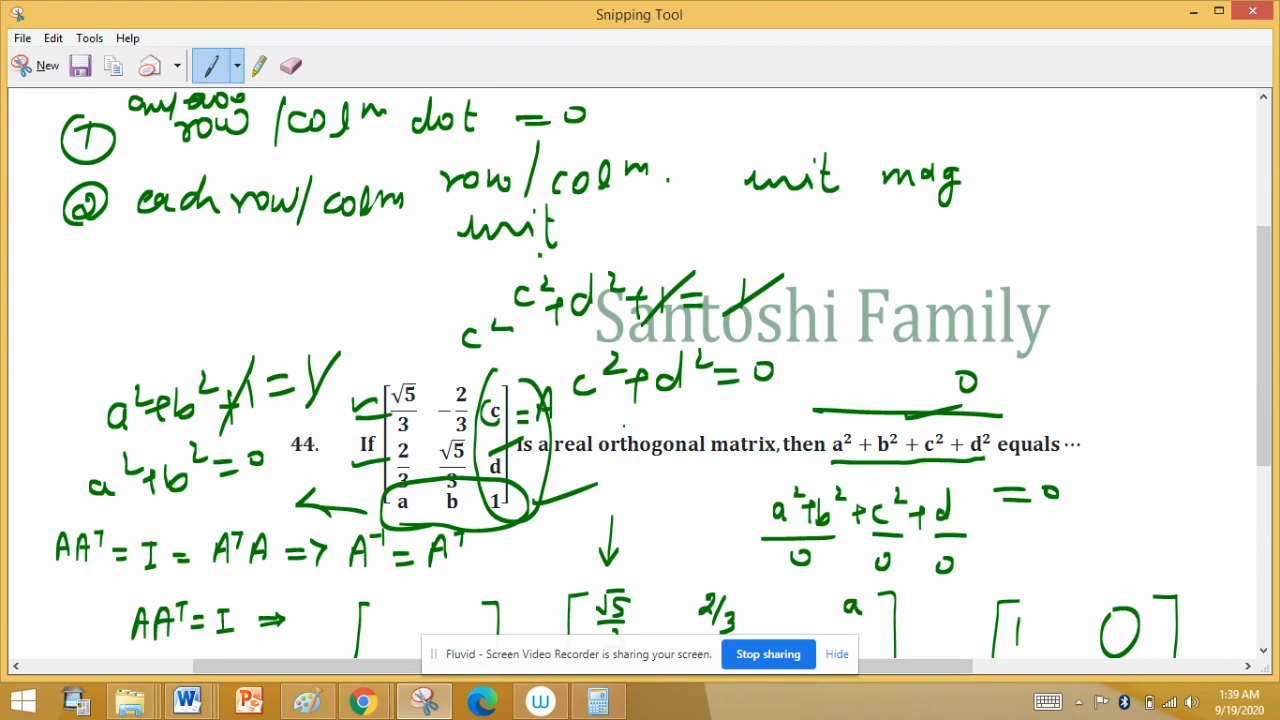 Snipping Tool
File Edit Tools Help
New
① row /colm dot = 0
② each row/colm row/colm. unit mag
unit
c²+d²+1 = 1
Santoshi Family
c²
c²+d² = 0
0
a²+b²+1 = 1
a²+b² = 0
44. If [√5/3 -2/3 c
2/3 √5/3 d
a b 1] = A is a real orthogonal matrix, then a² + b² + c² + d² equals ⋯
a²+b²+c²+d = 0
0 0 0
AAᵀ = I = AᵀA => A⁻¹ = Aᵀ
AAᵀ = I ⇒ [ ] [√5 2/3 a ] [1 0 ]
Fluvid - Screen Video Recorder is sharing your screen. Stop sharing Hide
1:39 AM
9/19/2020